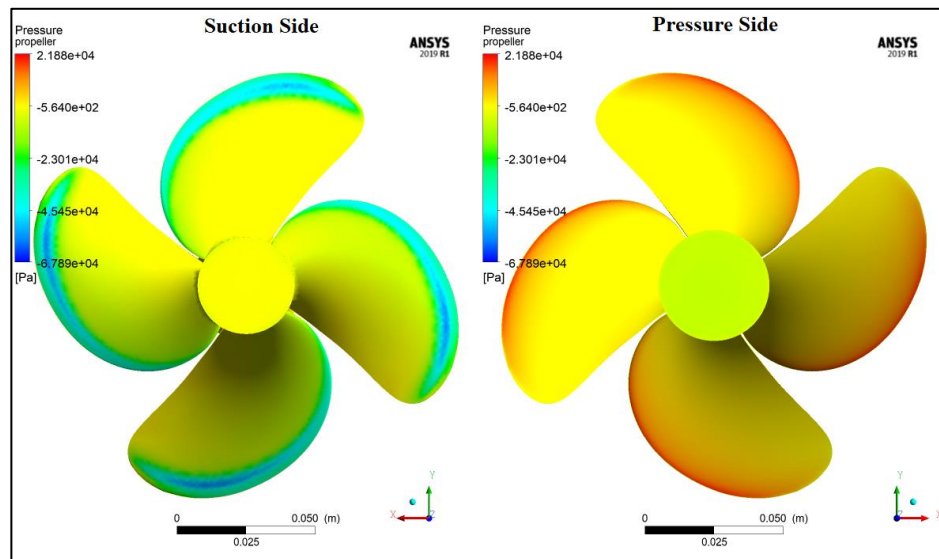 Suction Side
Pressure
propeller
2.188e+04
-5.640e+02
-2.301e+04
-4.545e+04
-6.789e+04
[Pa]
ANSYS
2019 R1
0 0.050 (m)
0.025
Y
X
Z
Pressure Side
Pressure
propeller
2.188e+04
-5.640e+02
-2.301e+04
-4.545e+04
-6.789e+04
[Pa]
ANSYS
2019 R1
0 0.050 (m)
0.025
Y
Z
X